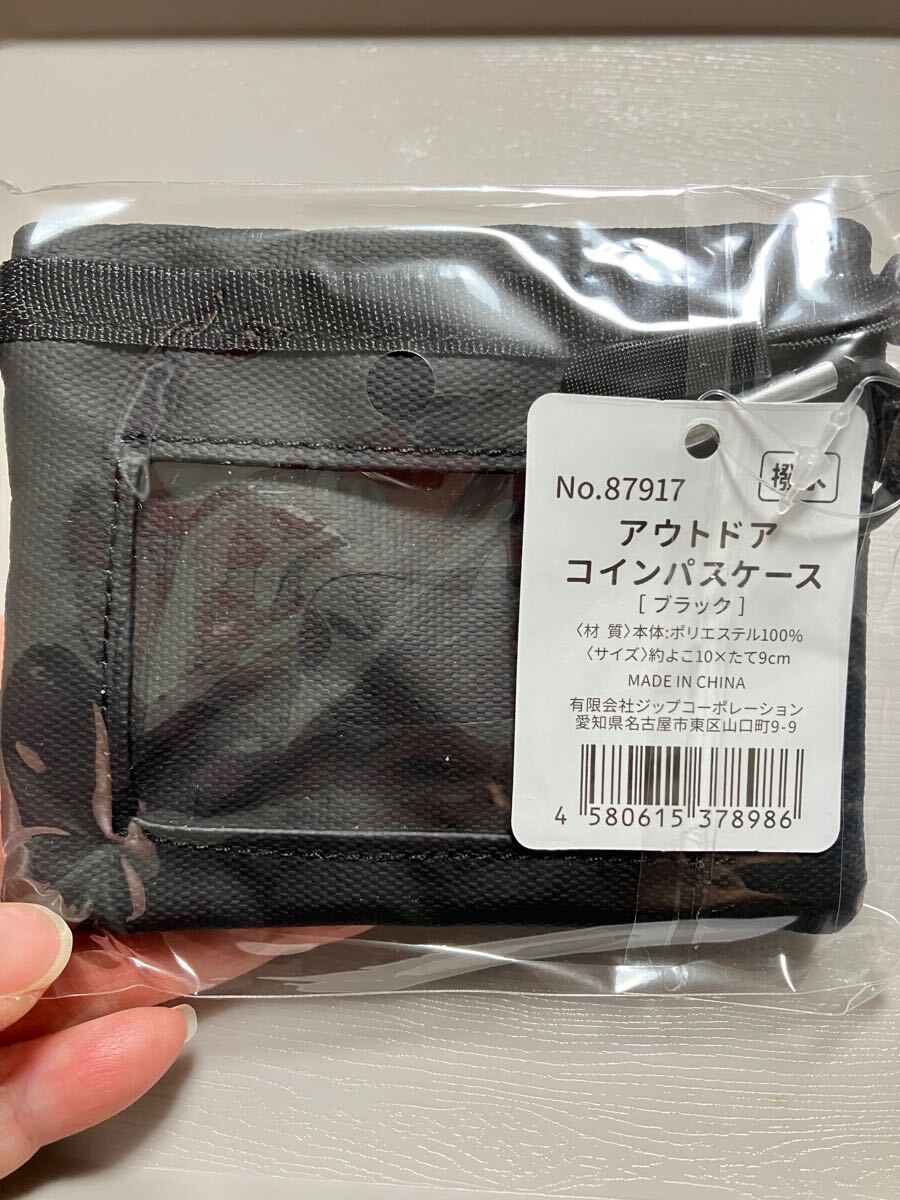 No.87917
アウトドア
コインパスケース
[ ブラック ]
〈材 質〉本体:ポリエステル100%
〈サイズ〉約よこ10×たて9cm
MADE IN CHINA
有限会社ジップコーポレーション
愛知県名古屋市東区山口町9-9
4 580615 378986